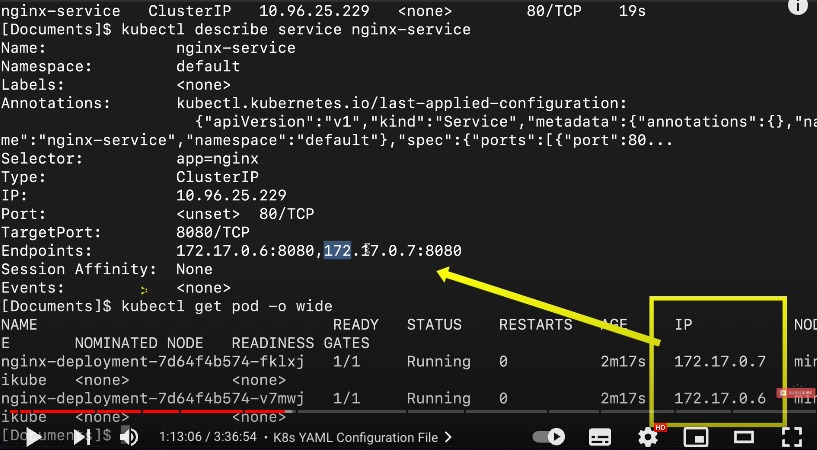 nginx-service ClusterIP 10.96.25.229 <none> 80/TCP 19s
[Documents]$ kubectl describe service nginx-service
Name: nginx-service
Namespace: default
Labels: <none>
Annotations: kubectl.kubernetes.io/last-applied-configuration:
{"apiVersion":"v1","kind":"Service","metadata":{"annotations":{},"na
me":"nginx-service","namespace":"default"},"spec":{"ports":[{"port":80...
Selector: app=nginx
Type: ClusterIP
IP: 10.96.25.229
Port: <unset> 80/TCP
TargetPort: 8080/TCP
Endpoints: 172.17.0.6:8080,172.17.0.7:8080
Session Affinity: None
Events: <none>
[Documents]$ kubectl get pod -o wide
NAME READY STATUS RESTARTS AGE IP NOD
E NOMINATED NODE READINESS GATES
nginx-deployment-7d64f4b574-fklxj 1/1 Running 0 2m17s 172.17.0.7 min
ikube <none> <none>
nginx-deployment-7d64f4b574-v7mwj 1/1 Running 0 2m17s 172.17.0.6 min
ikube <none> <none>
[Documents]$
1:13:06 / 3:36:54 • K8s YAML Configuration File
HD